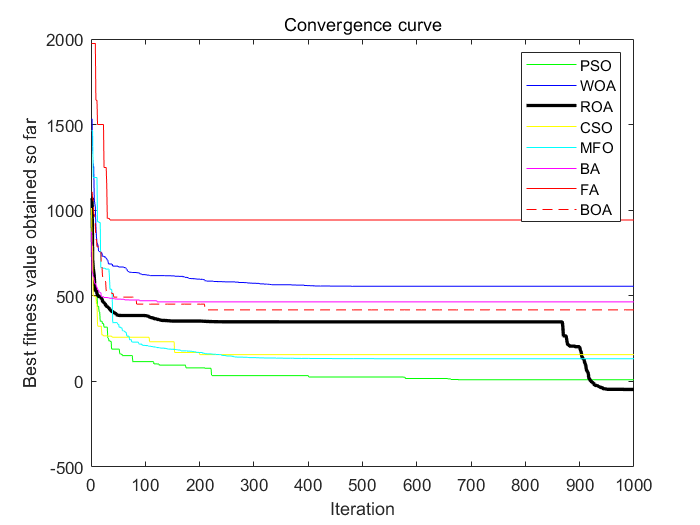 Convergence curve
2000
1500
1000
500
0
-500
Best fitness value obtained so far
PSO
WOA
ROA
CSO
MFO
BA
FA
BOA
0 100 200 300 400 500 600 700 800 900 1000
Iteration